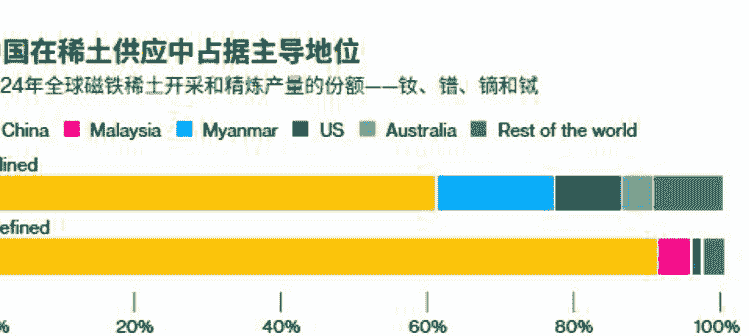 国在稀土供应中占据主导地位
24年全球磁铁稀土开采和精炼产量的份额——钕、镨、镝和铽
China Malaysia Myanmar US Australia Rest of the world
lined
efined
% 20% 40% 60% 80% 100%